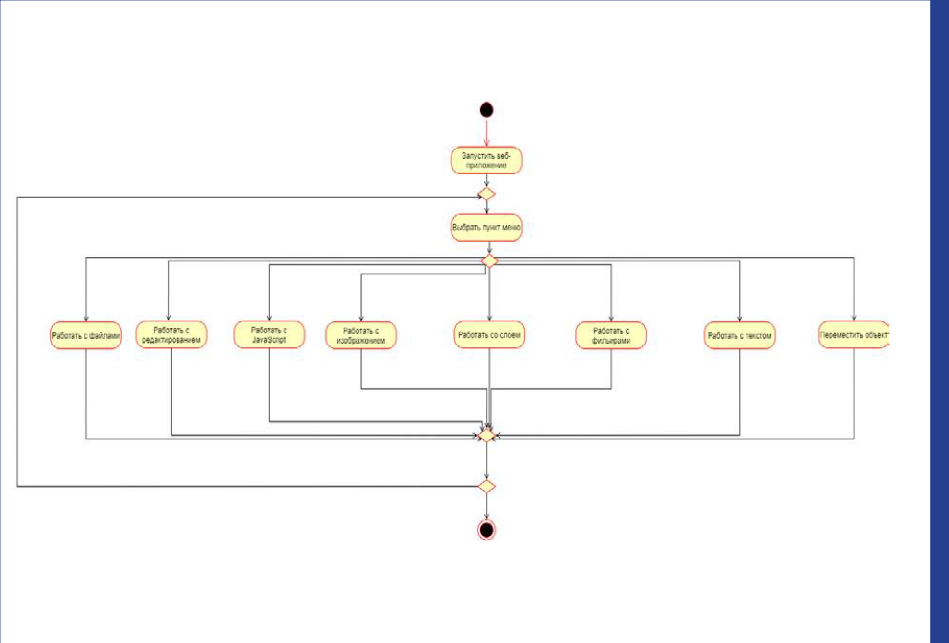 Запустить веб-
приложение
Выбрать пункт меню
Работать с файлами
Работать с
редактированием
Работать с
JavaScript
Работать с
изображением
Работать со слоем
Работать с
фильтрами
Работать с текстом
Переместить объект